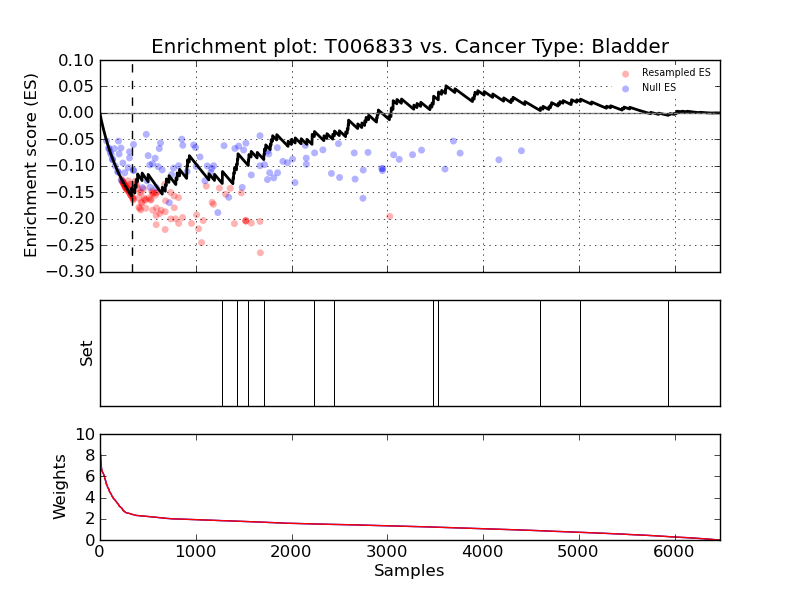 Enrichment plot: T006833 vs. Cancer Type: Bladder
Enrichment score (ES)
0.10
0.05
0.00
−0.05
−0.10
−0.15
−0.20
−0.25
−0.30
Resampled ES
Null ES
Set
Weights
10
8
6
4
2
0
0 1000 2000 3000 4000 5000 6000
Samples